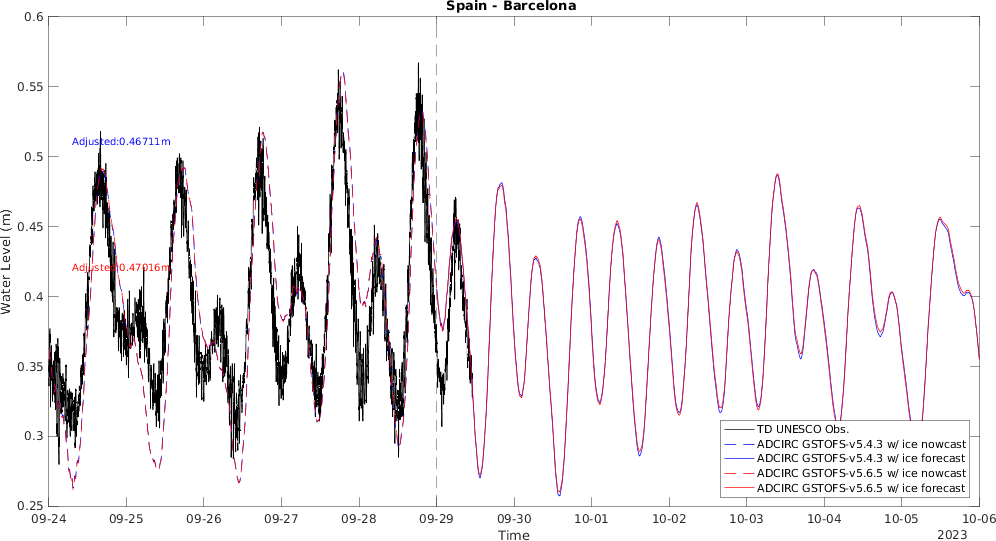 Spain - Barcelona
0.6
0.55
0.5
0.45
0.4
0.35
0.3
0.25
Water Level (m)
Adjusted:0.46711m
Adjusted:0.47016m
TD UNESCO Obs.
ADCIRC GSTOFS-v5.4.3 w/ ice nowcast
ADCIRC GSTOFS-v5.4.3 w/ ice forecast
ADCIRC GSTOFS-v5.6.5 w/ ice nowcast
ADCIRC GSTOFS-v5.6.5 w/ ice forecast
09-24 09-25 09-26 09-27 09-28 09-29 09-30 10-01 10-02 10-03 10-04 10-05 10-06
Time
2023